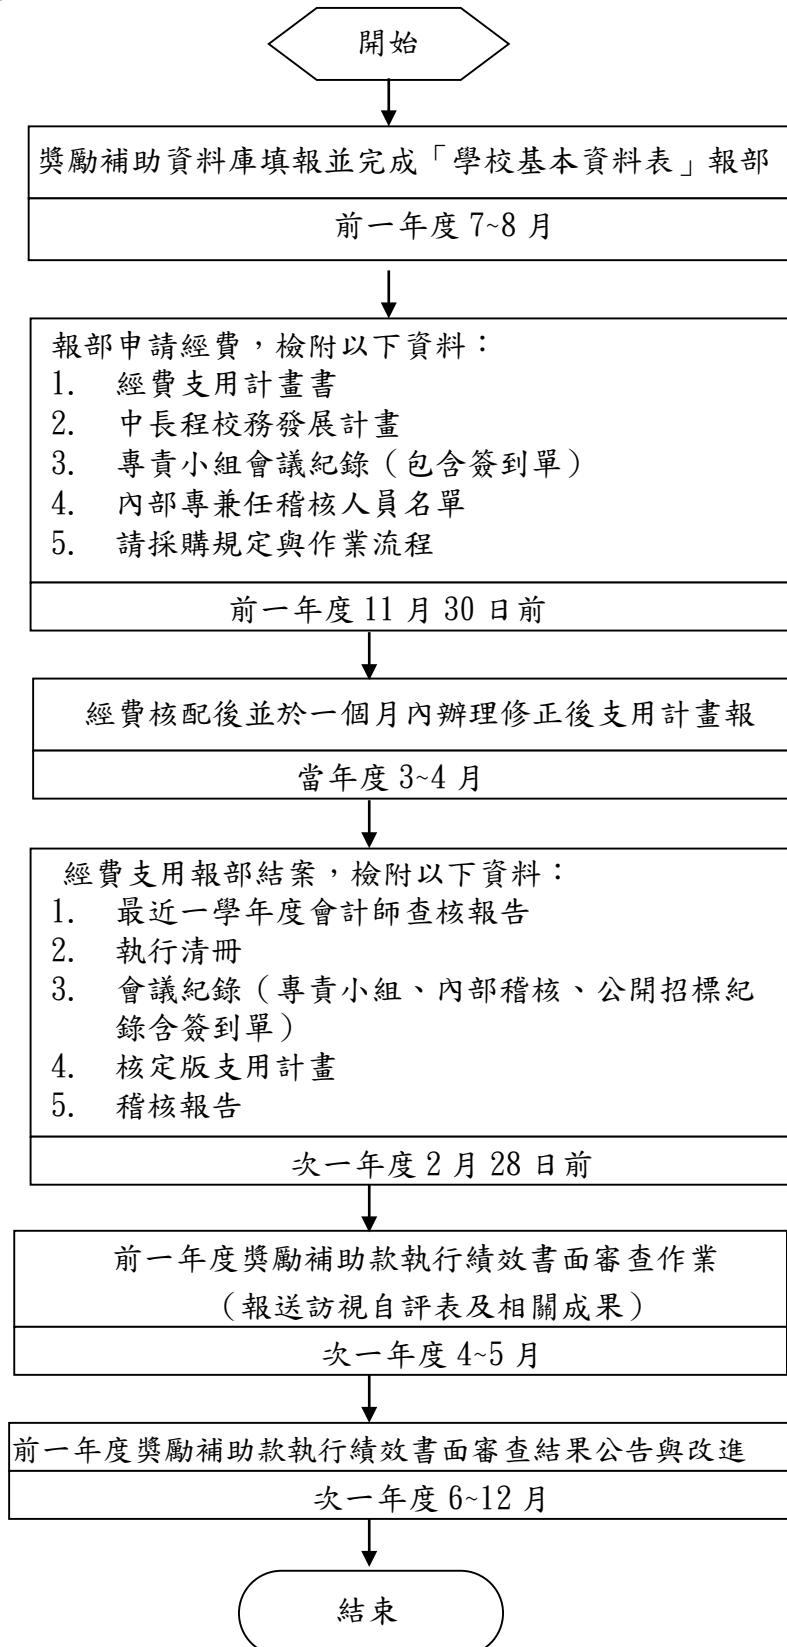 開始
獎勵補助資料庫填報並完成「學校基本資料表」報部
前一年度 7~8 月
報部申請經費，檢附以下資料：
1. 經費支用計畫書
2. 中長程校務發展計畫
3. 專責小組會議紀錄（包含簽到單）
4. 內部專兼任稽核人員名單
5. 請採購規定與作業流程
前一年度 11 月 30 日前
經費核配後並於一個月內辦理修正後支用計畫報
當年度 3~4 月
經費支用報部結案，檢附以下資料：
1. 最近一學年度會計師查核報告
2. 執行清冊
3. 會議紀錄（專責小組、內部稽核、公開招標紀
錄含簽到單）
4. 核定版支用計畫
5. 稽核報告
次一年度 2 月 28 日前
前一年度獎勵補助款執行績效書面審查作業
（報送訪視自評表及相關成果）
次一年度 4~5 月
前一年度獎勵補助款執行績效書面審查結果公告與改進
次一年度 6~12 月
結束